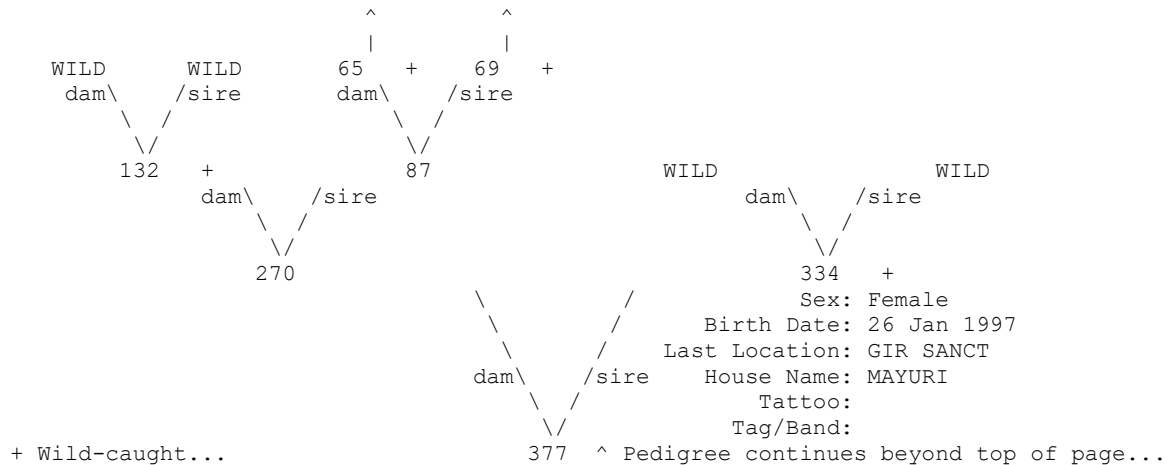 ^ ^
| |
WILD WILD 65 + 69 +
dam\ /sire dam\ /sire
\ / \ /
\/ \/
132 + 87 WILD WILD
dam\ /sire dam\ /sire
\ / \ /
\/ \/
270 334 +
\ / Sex: Female
\ / Birth Date: 26 Jan 1997
\ / Last Location: GIR SANCT
dam\ /sire House Name: MAYURI
\ / Tattoo:
\/ Tag/Band:
+ Wild-caught... 377 ^ Pedigree continues beyond top of page...